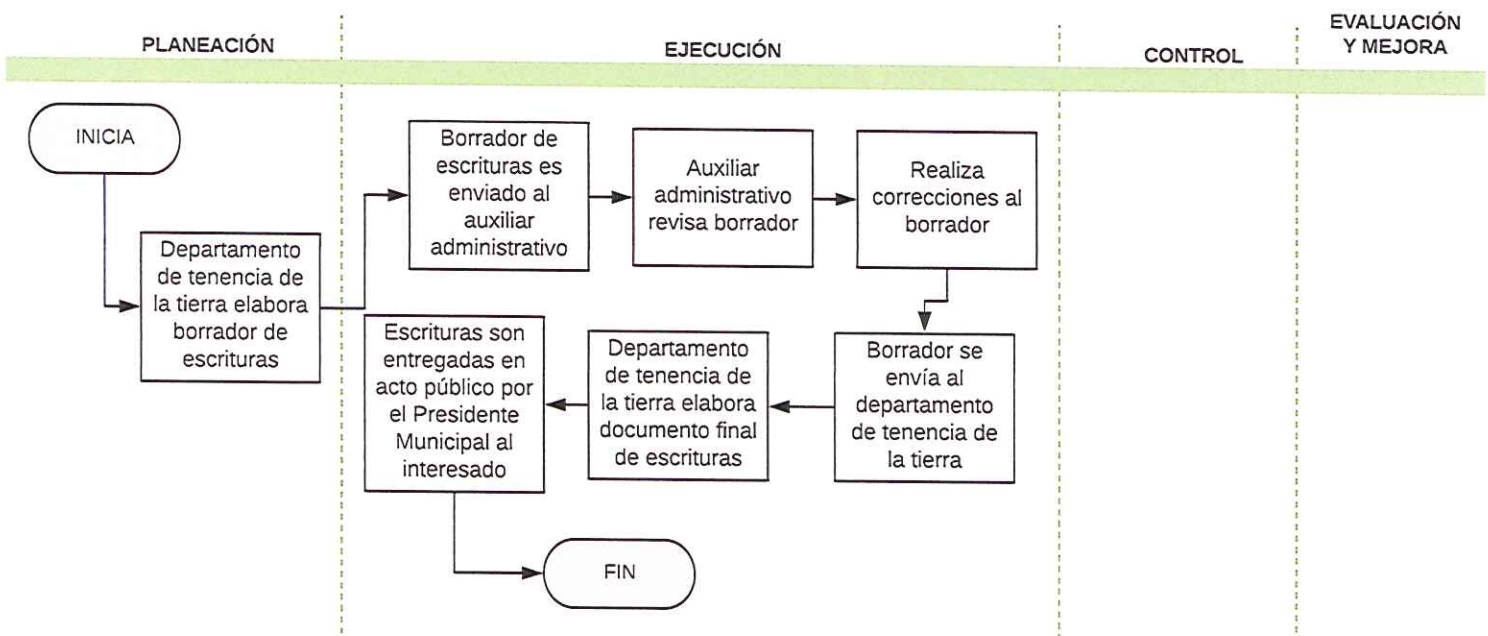 PLANEACIÓN
EJECUCIÓN
CONTROL
EVALUACIÓN
Y MEJORA
INICIA
Departamento
de tenencia de
la tierra elabora
borrador de
escrituras
Borrador de
escrituras es
enviado al
auxiliar
administrativo
Auxiliar
administrativo
revisa borrador
Realiza
correcciones al
borrador
Borrador se
envía al
departamento
de tenencia de
la tierra
Departamento
de tenencia de
la tierra elabora
documento final
de escrituras
Escrituras son
entregadas en
acto público por
el Presidente
Municipal al
interesado
FIN